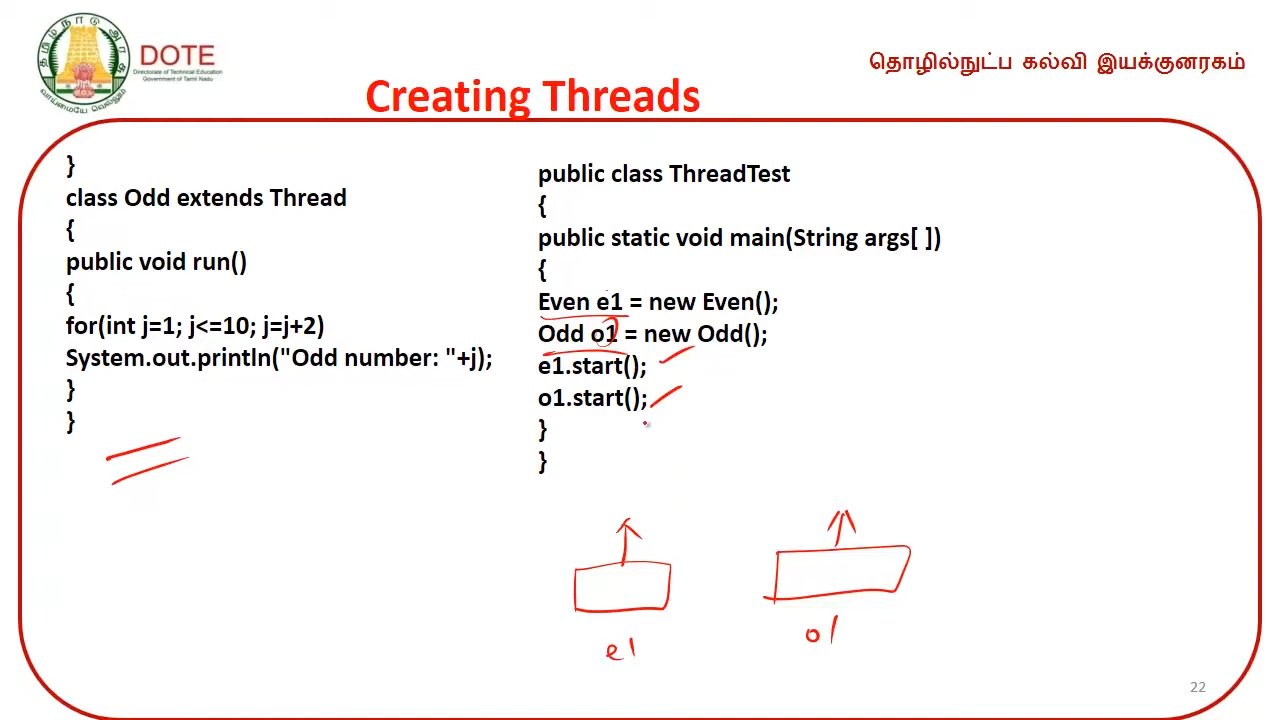 தமிழ்நாடு அரசு
வாய்மையே வெல்லும்
DOTE
Directorate of Technical Education
Government of Tamil Nadu
தொழில்நுட்ப கல்வி இயக்குனரகம்
Creating Threads
}
class Odd extends Thread
{
public void run()
{
for(int j=1; j<=10; j=j+2)
System.out.println("Odd number: "+j);
}
}
public class ThreadTest
{
public static void main(String args[ ])
{
Even e1 = new Even();
Odd o1 = new Odd();
e1.start();
o1.start();
}
}
e1
o1
22